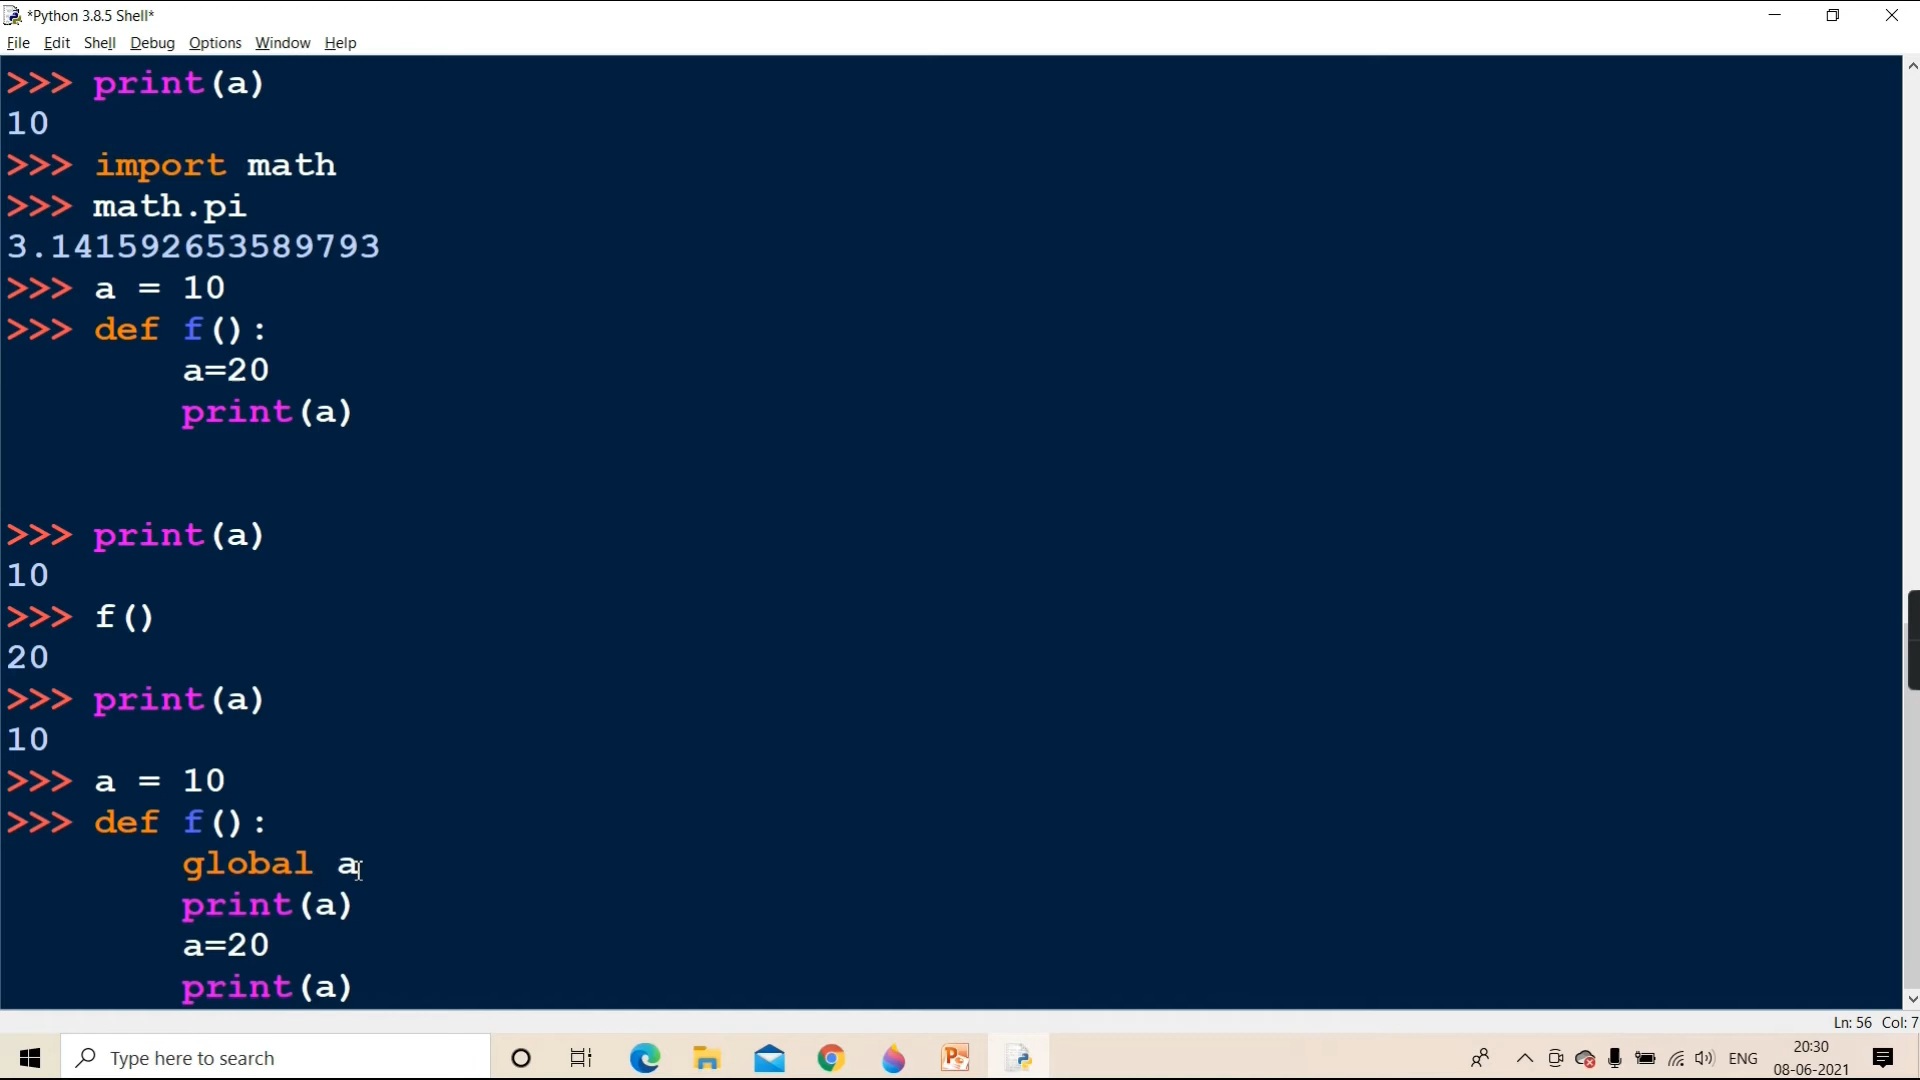 *Python 3.8.5 Shell*
File Edit Shell Debug Options Window Help
>>> print(a)
10
>>> import math
>>> math.pi
3.141592653589793
>>> a = 10
>>> def f():
a=20
print(a)
>>> print(a)
10
>>> f()
20
>>> print(a)
10
>>> a = 10
>>> def f():
global a
print(a)
a=20
print(a)
Ln: 56 Col: 7
Type here to search
ENG
20:30
08-06-2021